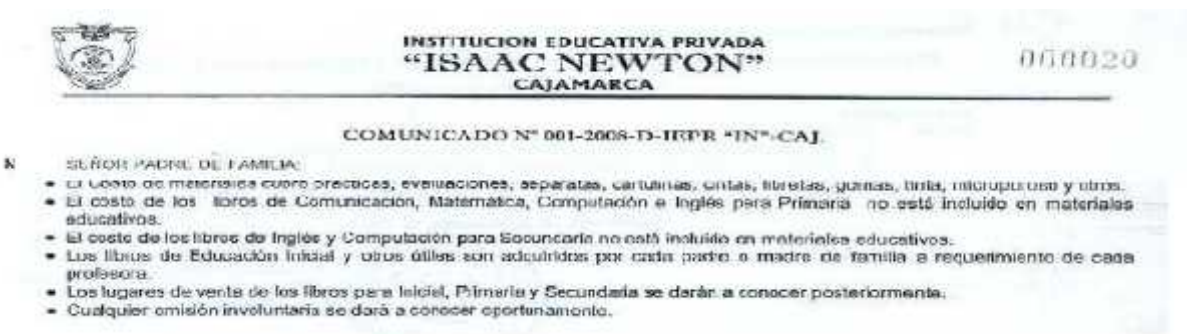 INSTITUCION EDUCATIVA PRIVADA
“ISAAC NEWTON”
CAJAMARCA
000020
COMUNICADO N° 001-2008-D-IEPR “IN”-CAJ.
N SEÑOR PADRE DE FAMILIA:
• El Costo de materiales cubre prácticas, evaluaciones, separatas, cartulinas, cintas, libretas, gomas, tinta, microporoso y otros.
• El costo de los libros de Comunicación, Matemática, Computación e Inglés para Primaria no está incluido en materiales
educativos.
• El costo de los libros de Inglés y Computación para Secundaria no está incluido en materiales educativos.
• Los libros de Educación Inicial y otros útiles son adquiridos por cada padre o madre de familia a requerimiento de cada
profesora.
• Los lugares de venta de los libros para Inicial, Primaria y Secundaria se darán a conocer posteriormente.
• Cualquier omisión involuntaria se dará a conocer oportunamente.